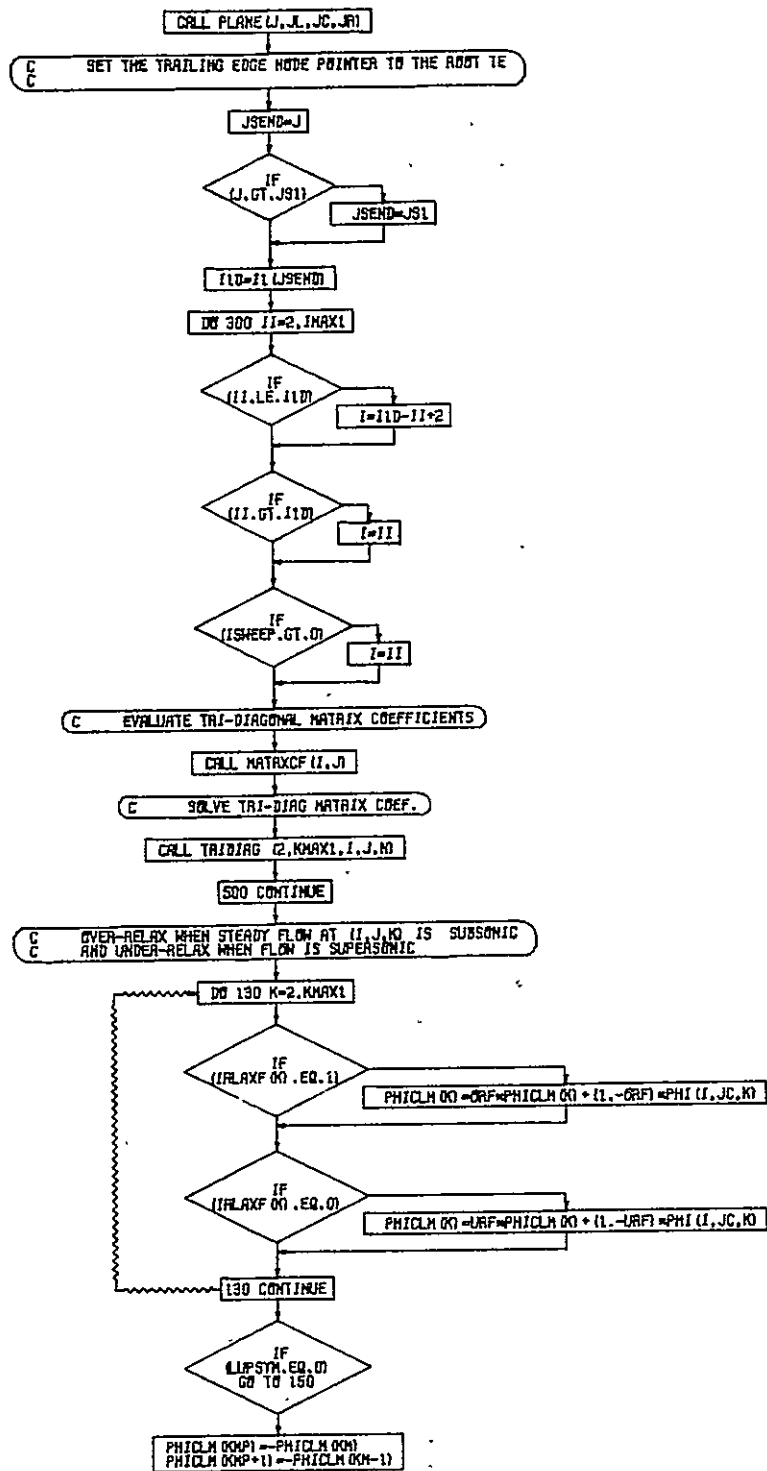 CALL PLANE(J,JL,JC,JR)
C SET THE TRAILING EDGE NODE POINTER TO THE ROOT TE
C
JSEND=J
IF
(J.GT.JS1)
JSEND=JS1
I1D=I1(JSEND)
DO 300 II=2,IMAX1
IF
(II.LE.I1D)
I=I1D-II+2
IF
(II.GT.I1D)
I=II
IF
(ISWEEP.GT.0)
I=II
C EVALUATE TRI-DIAGONAL MATRIX COEFFICIENTS
CALL MATRXCF(I,J)
C SOLVE TRI-DIAG MATRIX COEF.
CALL TRIDIAG (2,KMAX1,I,J,K)
500 CONTINUE
C OVER-RELAX WHEN STEADY FLOW AT (I,J,K) IS SUBSONIC
C AND UNDER-RELAX WHEN FLOW IS SUPERSONIC
DO 130 K=2,KMAX1
IF
(IRLAXF(K).EQ.1)
PHICLM(K)=ORF*PHICLM(K)+(1.-ORF)*PHI(I,JC,K)
IF
(IRLAXF(K).EQ.0)
PHICLM(K)=URF*PHICLM(K)+(1.-URF)*PHI(I,JC,K)
130 CONTINUE
IF
(LUPSYM.EQ.0)
GO TO 150
PHICLM(KMP)=-PHICLM(KM)
PHICLM(KMP+1)=-PHICLM(KM-1)